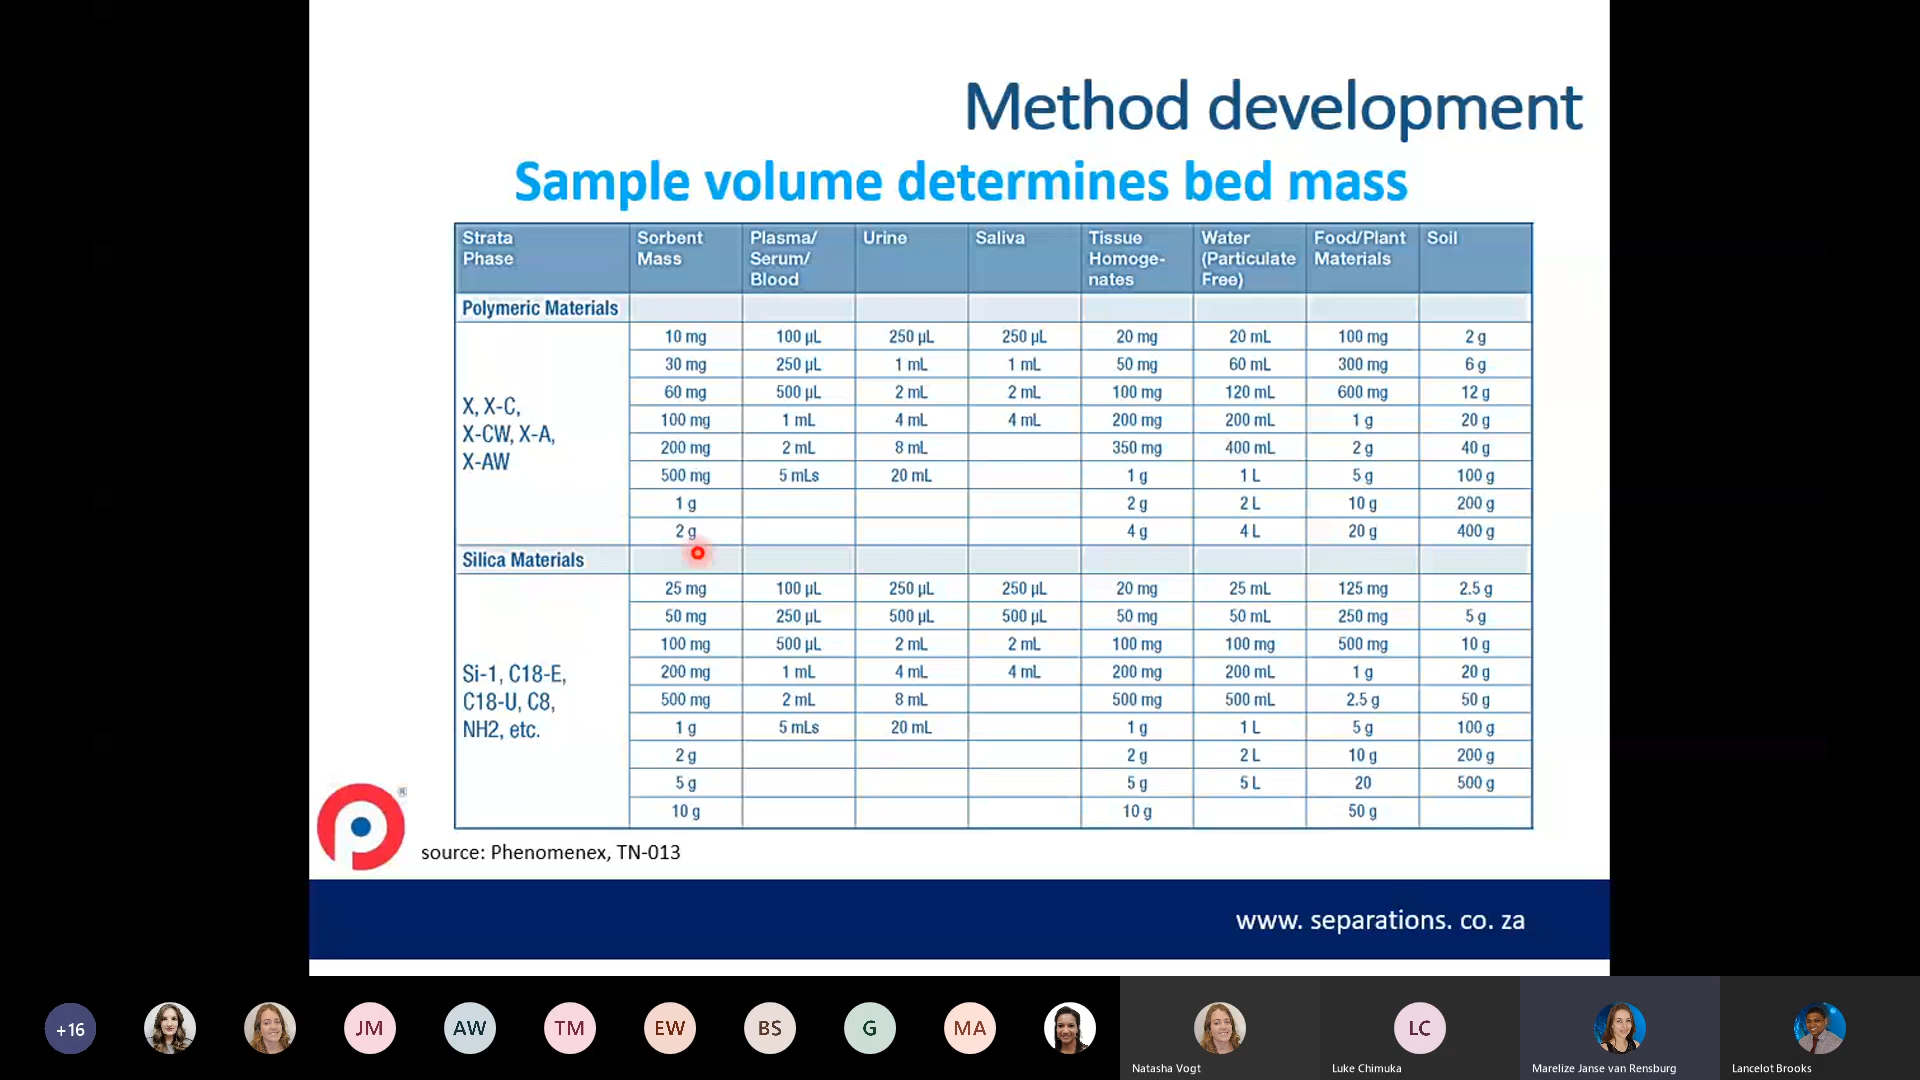 Method development
Sample volume determines bed mass
Strata Phase Sorbent Mass Plasma/ Serum/ Blood Urine Saliva Tissue Homoge- nates Water (Particulate Free) Food/Plant Materials Soil
Polymeric Materials
X, X-C,
X-CW, X-A,
X-AW
10 mg 100 µL 250 µL 250 µL 20 mg 20 mL 100 mg 2 g
30 mg 250 µL 1 mL 1 mL 50 mg 60 mL 300 mg 6 g
60 mg 500 µL 2 mL 2 mL 100 mg 120 mL 600 mg 12 g
100 mg 1 mL 4 mL 4 mL 200 mg 200 mL 1 g 20 g
200 mg 2 mL 8 mL 350 mg 400 mL 2 g 40 g
500 mg 5 mLs 20 mL 1 g 1 L 5 g 100 g
1 g 2 g 2 L 10 g 200 g
2 g 4 g 4 L 20 g 400 g
Silica Materials
Si-1, C18-E,
C18-U, C8,
NH2, etc.
25 mg 100 µL 250 µL 250 µL 20 mg 25 mL 125 mg 2.5 g
50 mg 250 µL 500 µL 500 µL 50 mg 50 mL 250 mg 5 g
100 mg 500 µL 2 mL 2 mL 100 mg 100 mg 500 mg 10 g
200 mg 1 mL 4 mL 4 mL 200 mg 200 mL 1 g 20 g
500 mg 2 mL 8 mL 500 mg 500 mL 2.5 g 50 g
1 g 5 mLs 20 mL 1 g 1 L 5 g 100 g
2 g 2 g 2 L 10 g 200 g
5 g 5 g 5 L 20 500 g
10 g 10 g 50 g
®
source: Phenomenex, TN-013
www. separations. co. za
+16 JM AW TM EW BS G MA LC
Natasha Vogt Luke Chimuka Marelize Janse van Rensburg Lancelot Brooks